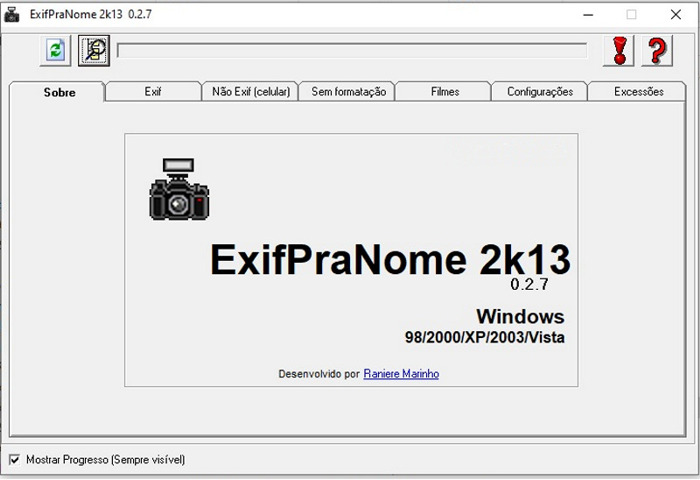 ExifPraNome 2k13 0.2.7
Sobre Exif Não Exif (celular) Sem formatação Filmes Configurações Excessões
ExifPraNome 2k13
0.2.7
Windows
98/2000/XP/2003/Vista
Desenvolvido por Raniere Marinho
Mostrar Progresso (Sempre visível)